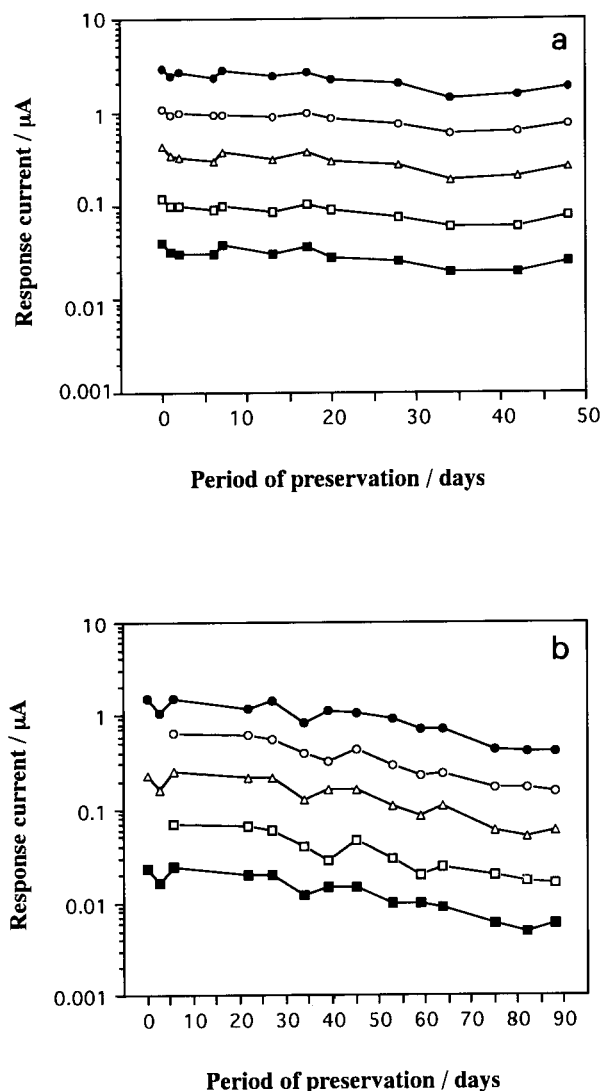 a
Response current / μA
10
1
0.1
0.01
0.001
0 10 20 30 40 50
Period of preservation / days
b
Response current / μA
10
1
0.1
0.01
0.001
0 10 20 30 40 50 60 70 80 90
Period of preservation / days